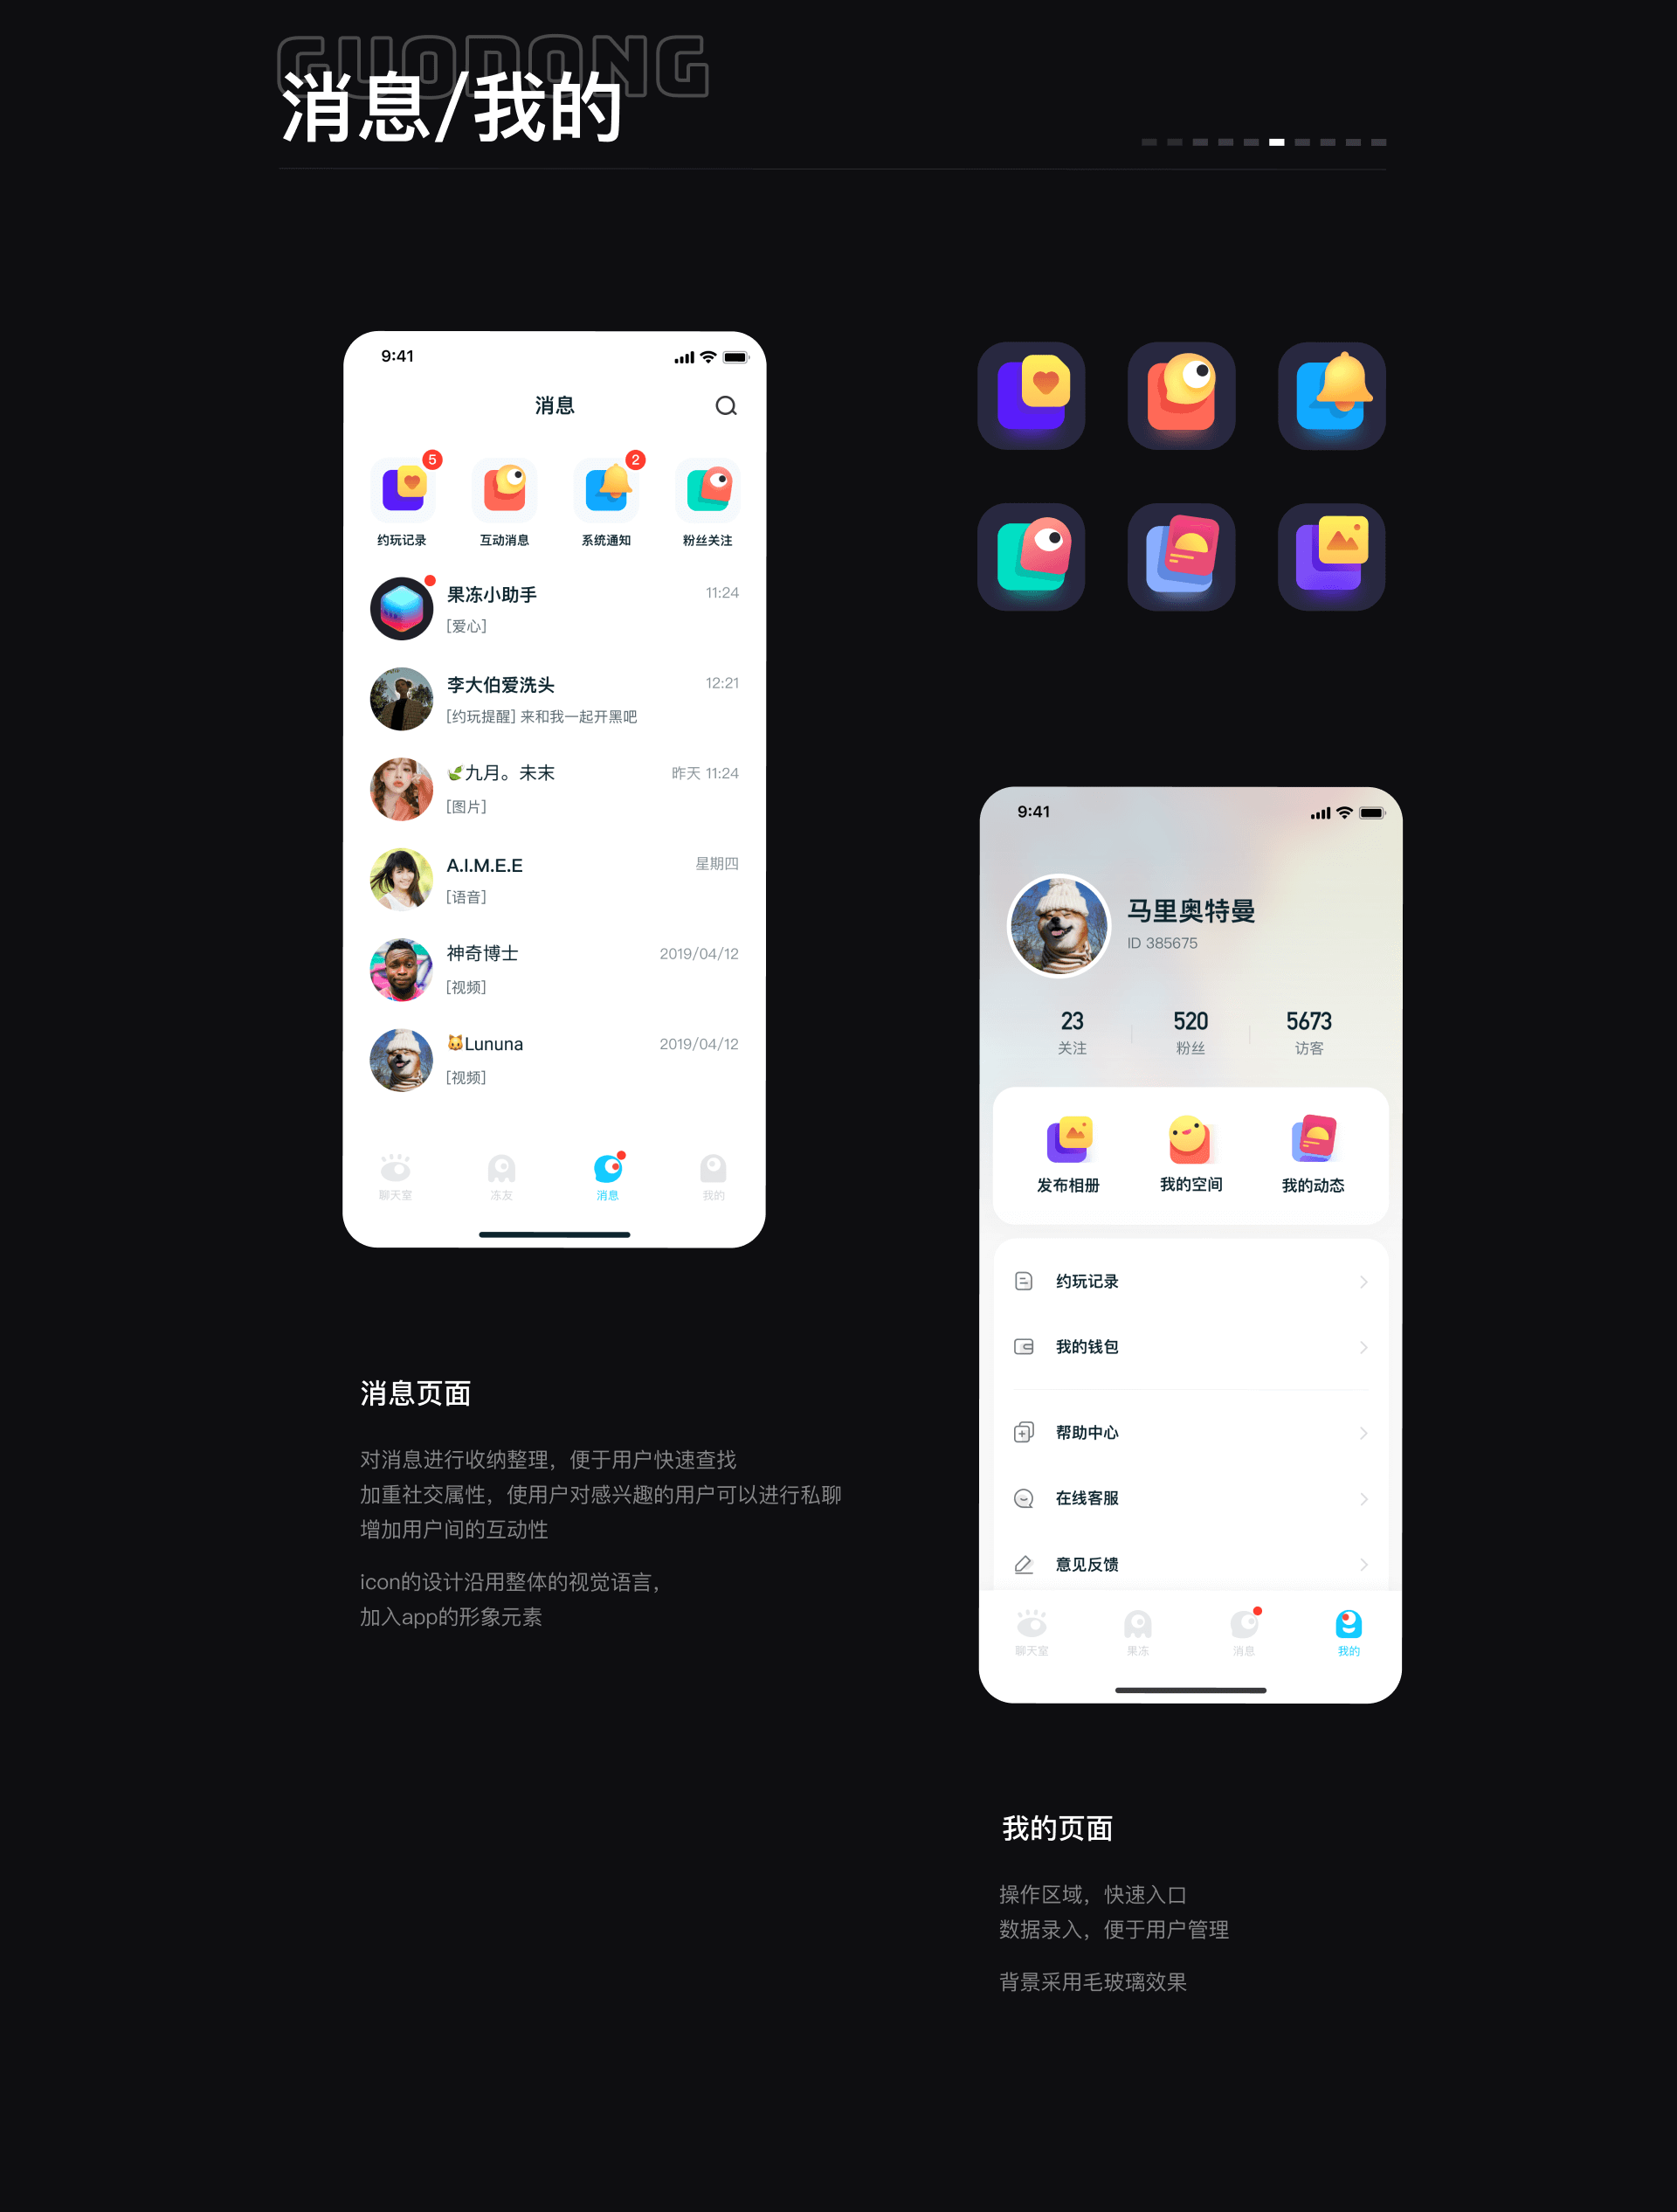 GUODONG
消息/我的
9:41
消息
5
2
约玩记录
互动消息
系统通知
粉丝关注
果冻小助手
11:24
[爱心]
李大伯爱洗头
12:21
[约玩提醒] 来和我一起开黑吧
九月。未末
昨天 11:24
[图片]
A.I.M.E.E
星期四
[语音]
神奇博士
2019/04/12
[视频]
Lununa
2019/04/12
[视频]
聊天室
冻友
消息
我的
消息页面
对消息进行收纳整理，便于用户快速查找
加重社交属性，使用户对感兴趣的用户可以进行私聊
增加用户间的互动性
icon的设计沿用整体的视觉语言，
加入app的形象元素
9:41
马里奥特曼
ID 385675
23
520
5673
关注
粉丝
访客
发布相册
我的空间
我的动态
约玩记录
我的钱包
帮助中心
在线客服
意见反馈
聊天室
果冻
消息
我的
我的页面
操作区域，快速入口
数据录入，便于用户管理
背景采用毛玻璃效果